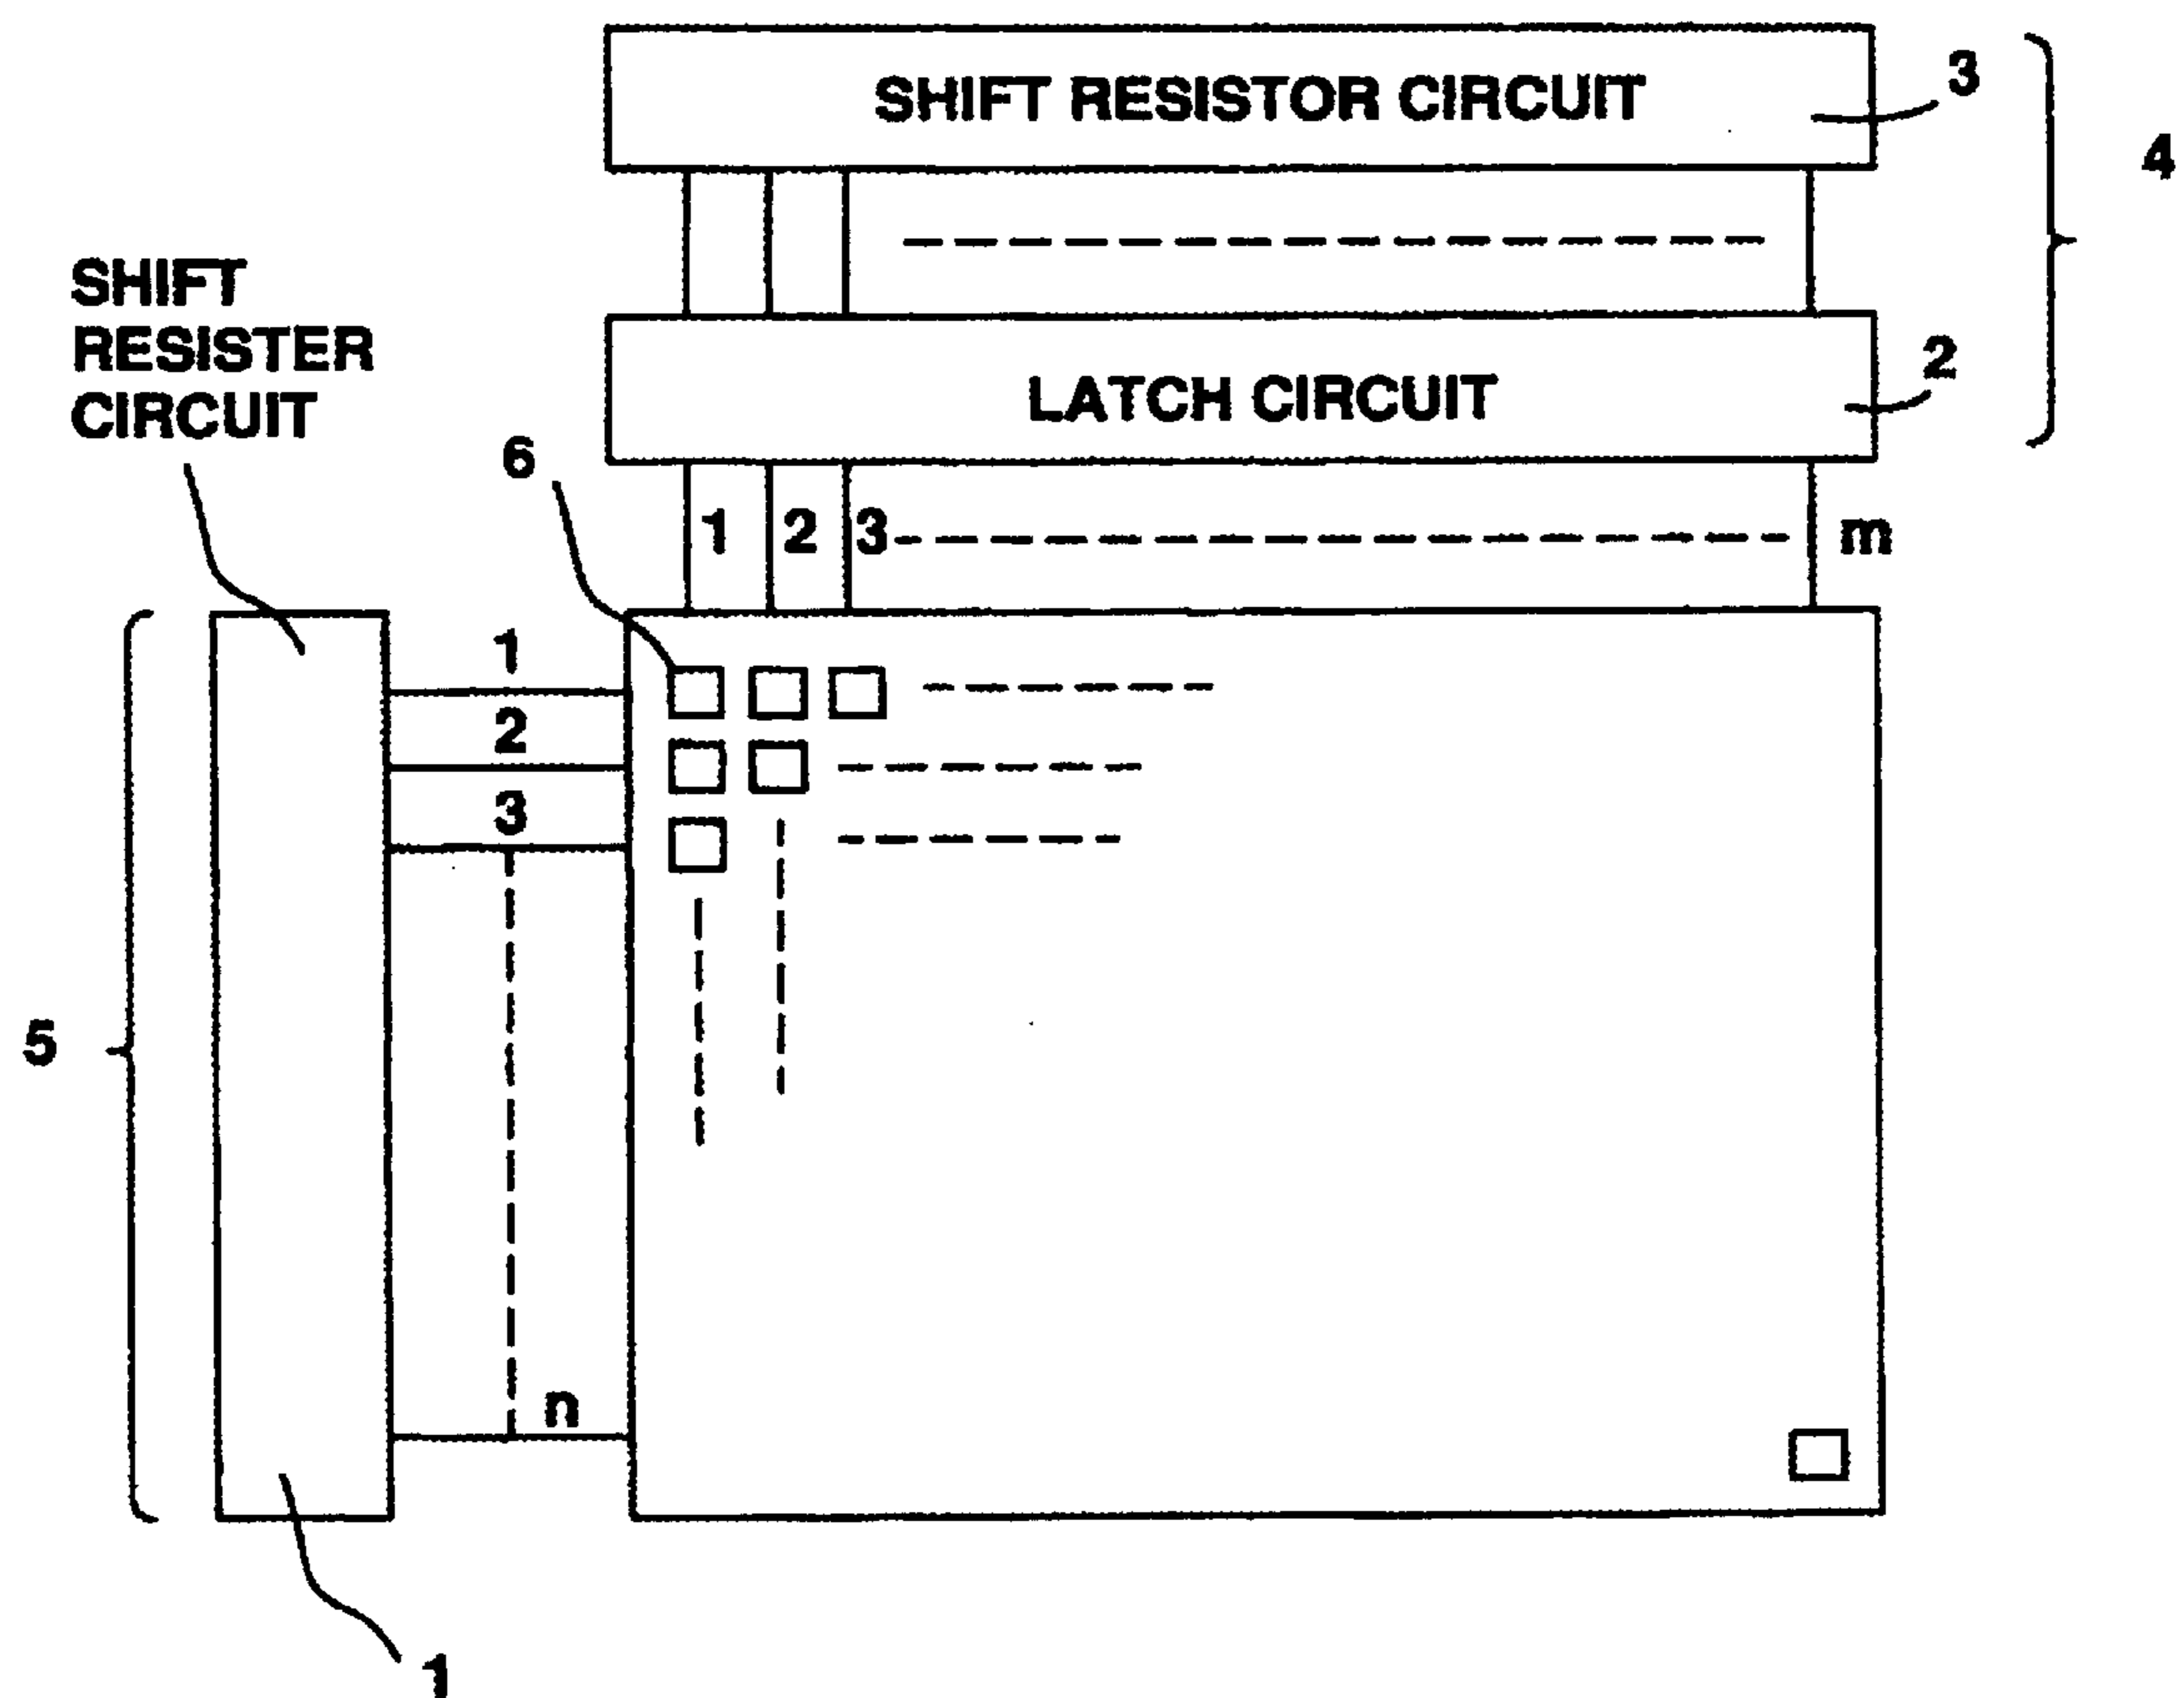 SHIFT RESISTOR CIRCUIT
3
4
SHIFT
RESISTER
CIRCUIT
LATCH CIRCUIT
2
6
1 2 3 m
1
2
3
5
n
1